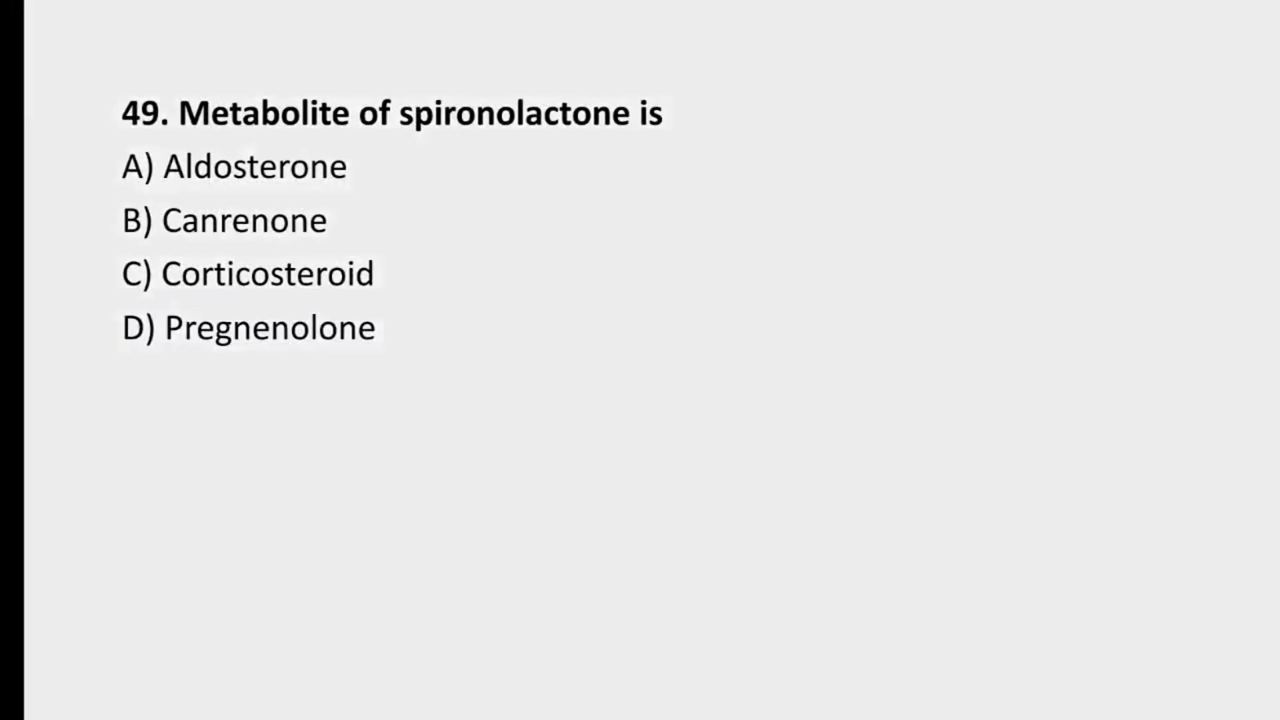 49. Metabolite of spironolactone is
A) Aldosterone
B) Canrenone
C) Corticosteroid
D) Pregnenolone